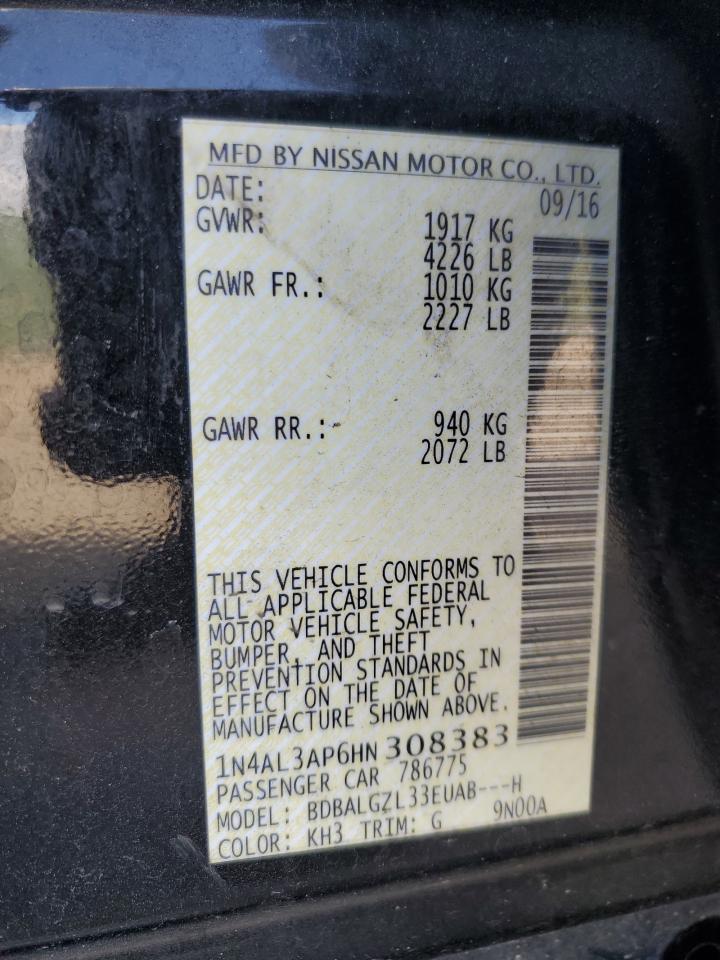 MFD BY NISSAN MOTOR CO., LTD.
DATE: 09/16
GVWR: 1917 KG
4226 LB
GAWR FR.: 1010 KG
2227 LB
GAWR RR.: 940 KG
2072 LB
THIS VEHICLE CONFORMS TO
ALL APPLICABLE FEDERAL
MOTOR VEHICLE SAFETY,
BUMPER, AND THEFT
PREVENTION STANDARDS IN
EFFECT ON THE DATE OF
MANUFACTURE SHOWN ABOVE.
1N4AL3AP6HN308383
PASSENGER CAR 786775
MODEL: BDBALGZL33EUAB---H
COLOR: KH3 TRIM: G 9N00A